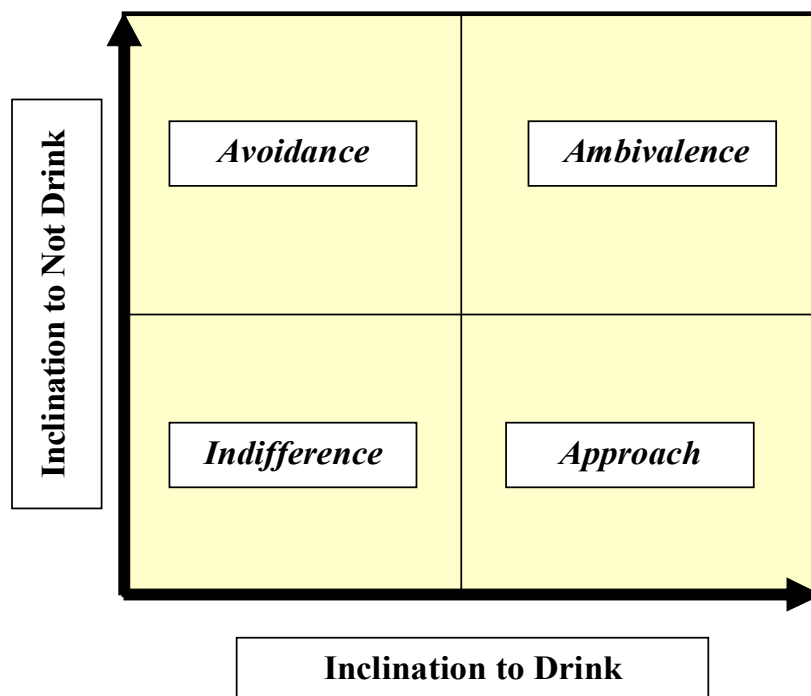 Avoidance
Ambivalence
Inclination to Not Drink
Indifference
Approach
Inclination to Drink